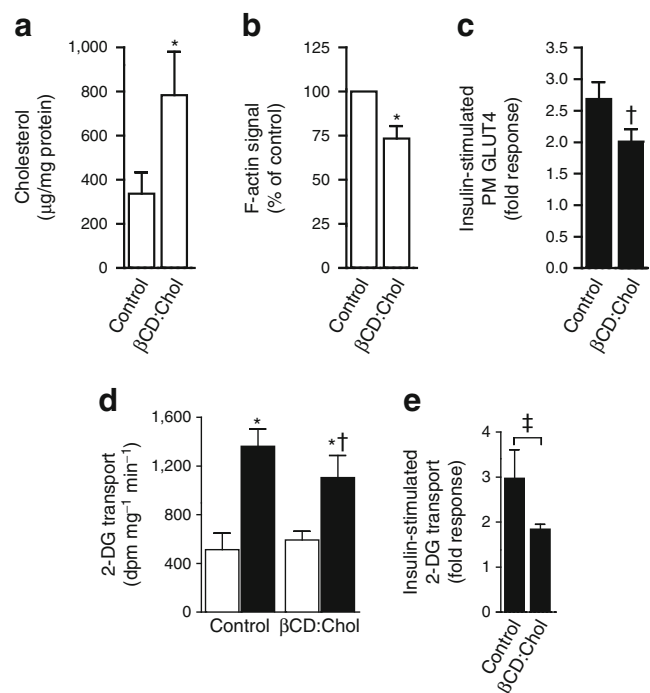 a
Cholesterol
(μg/mg protein)
1,000
800
600
400
200
0
*
Control
βCD:Chol
b
F-actin signal
(% of control)
125
100
75
50
25
0
*
Control
βCD:Chol
c
Insulin-stimulated
PM GLUT4
(fold response)
3.5
3.0
2.5
2.0
1.5
1.0
0.5
0.0
†
Control
βCD:Chol
d
2-DG transport
(dpm mg⁻¹ min⁻¹)
1,600
1,200
800
400
0
*
*†
Control βCD:Chol
e
Insulin-stimulated
2-DG transport
(fold response)
4
3
2
1
0
‡
Control
βCD:Chol